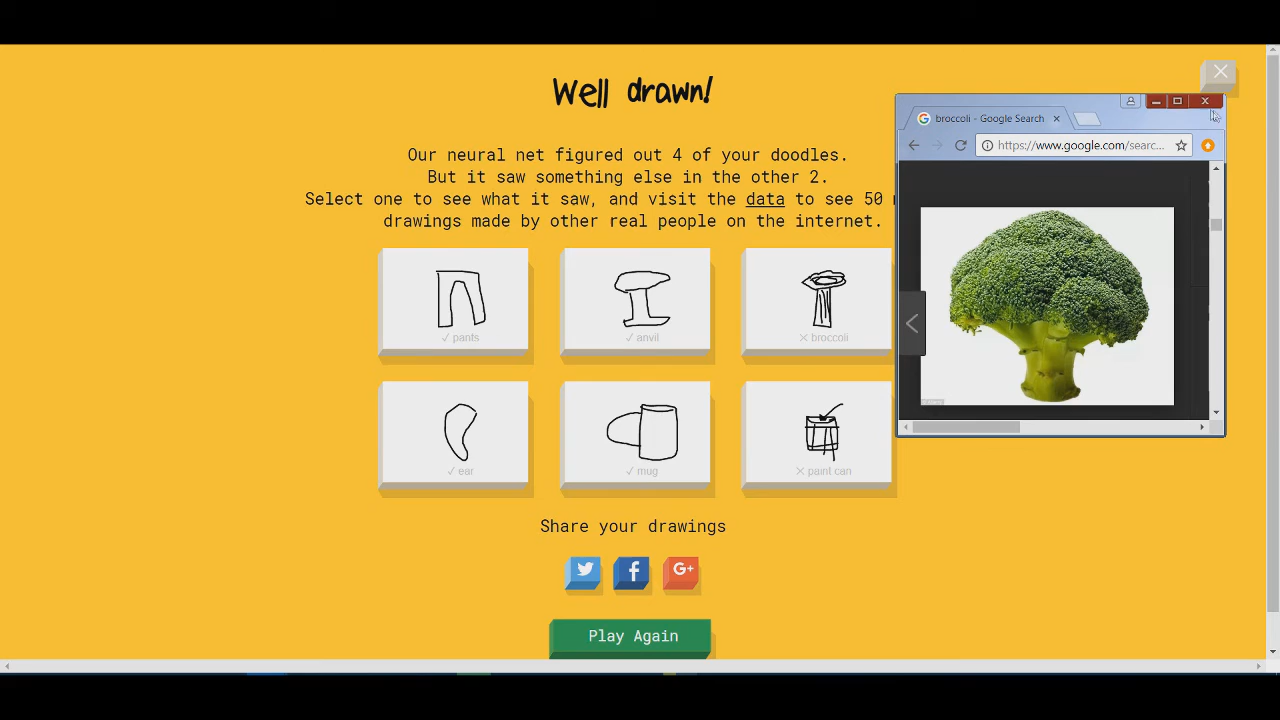 Well drawn!
broccoli - Google Search
https://www.google.com/searc...
Our neural net figured out 4 of your doodles.
But it saw something else in the other 2.
Select one to see what it saw, and visit the data to see 50
drawings made by other real people on the internet.
✓ pants
✓ anvil
✕ broccoli
✓ ear
✓ mug
✕ paint can
Share your drawings
f
G+
Play Again